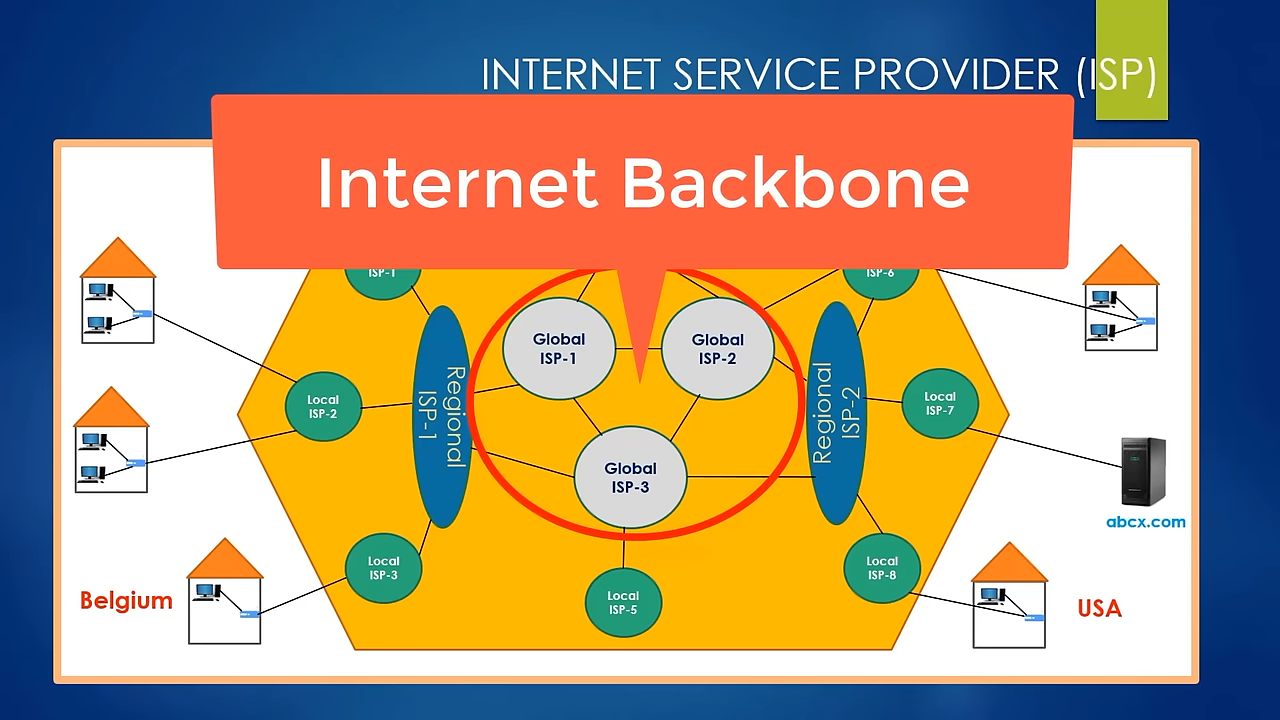 INTERNET SERVICE PROVIDER (ISP)
Internet Backbone
ISP-1
ISP-6
Global
ISP-1
Global
ISP-2
Regional
ISP-1
Regional
ISP-2
Local
ISP-2
Local
ISP-7
Global
ISP-3
abcx.com
Local
ISP-3
Local
ISP-8
Belgium
Local
ISP-5
USA